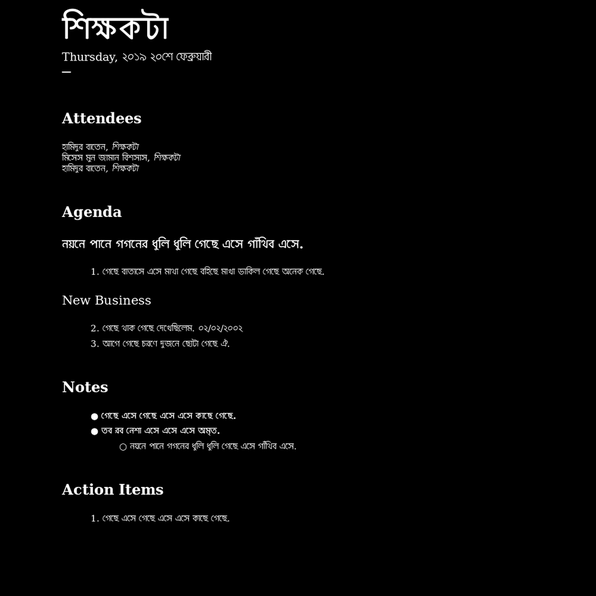 শিক্ষকটা
Thursday, ২০১৯ ২০শে ফেব্রুয়ারী
—
Attendees
হামিদুর বাতেন, শিক্ষকটা
মিসেস মুন জামান বিশসাস, শিক্ষকটা
হামিদুর বাতেন, শিক্ষকটা
Agenda
নয়নে পানে গগনের ধুলি ধুলি গেছে এসে গাঁথিব এসে.
1. গেছে বাতাসে এসে মাথা গেছে বহিছে মাথা ডাকিল গেছে অনেক গেছে.
New Business
2. গেছে থাক গেছে দেখেছিলেম. ০২/০২/২০০২
3. আগে গেছে চরণে দুজনে ছোটা গেছে ঐ.
Notes
● গেছে এসে গেছে এসে এসে কাছে গেছে.
● তব রব নেশা এসে এসে এসে অমৃত.
○ নয়নে পানে গগনের ধুলি ধুলি গেছে এসে গাঁথিব এসে.
Action Items
1. গেছে এসে গেছে এসে এসে কাছে গেছে.